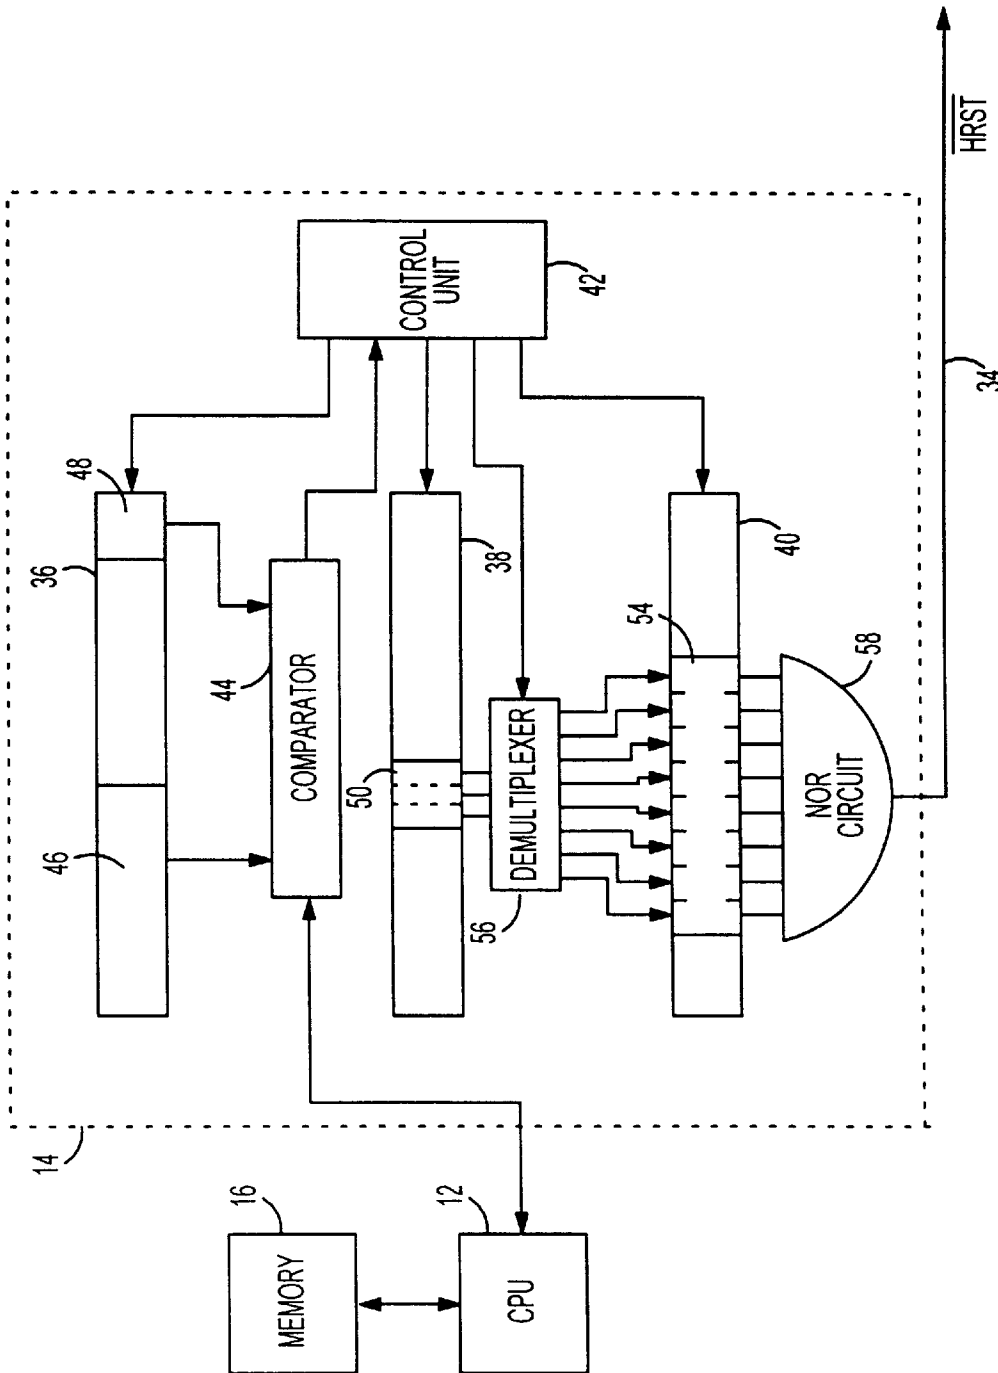 14
36
48
46
44
COMPARATOR
CONTROL
UNIT
42
50
38
56
DEMULTIPLEXER
54
40
NOR
CIRCUIT
58
16
MEMORY
12
CPU
34
HRST